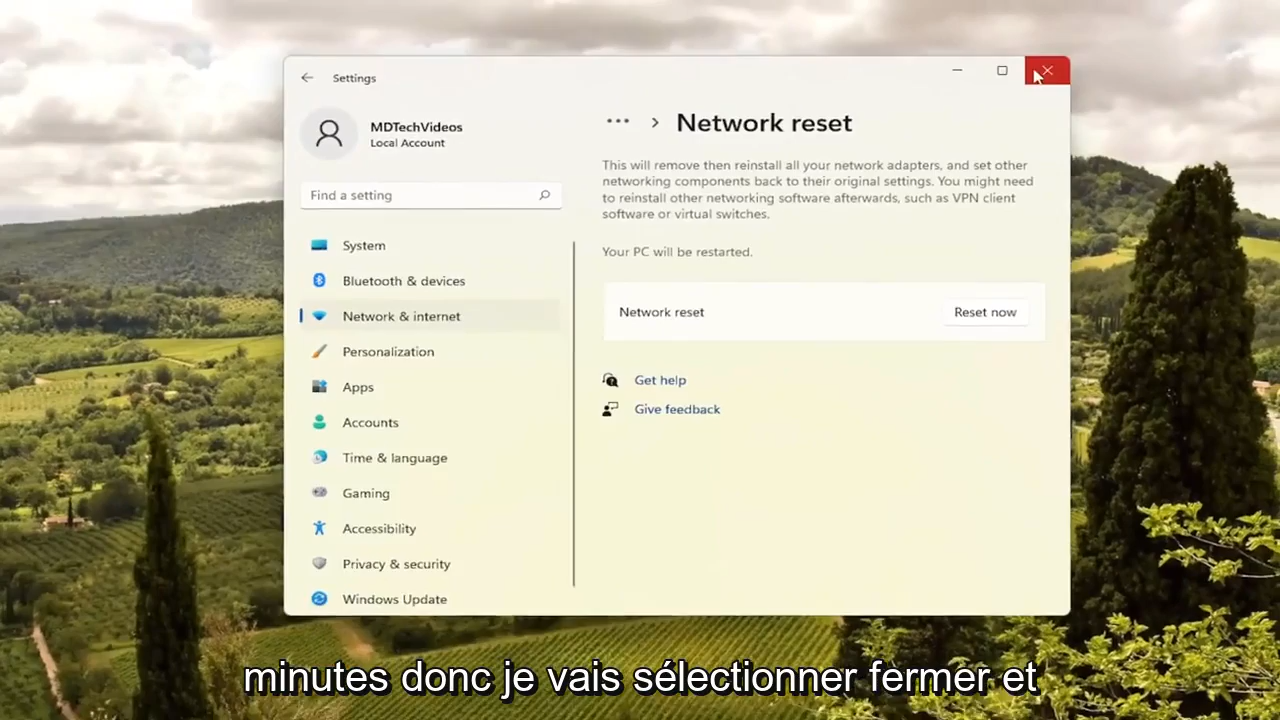 Settings
MDTechVideos
Local Account
Find a setting
System
Bluetooth & devices
Network & internet
Personalization
Apps
Accounts
Time & language
Gaming
Accessibility
Privacy & security
Windows Update
... > Network reset
This will remove then reinstall all your network adapters, and set other
networking components back to their original settings. You might need
to reinstall other networking software afterwards, such as VPN client
software or virtual switches.
Your PC will be restarted.
Network reset
Reset now
Get help
Give feedback
minutes donc je vais sélectionner fermer et